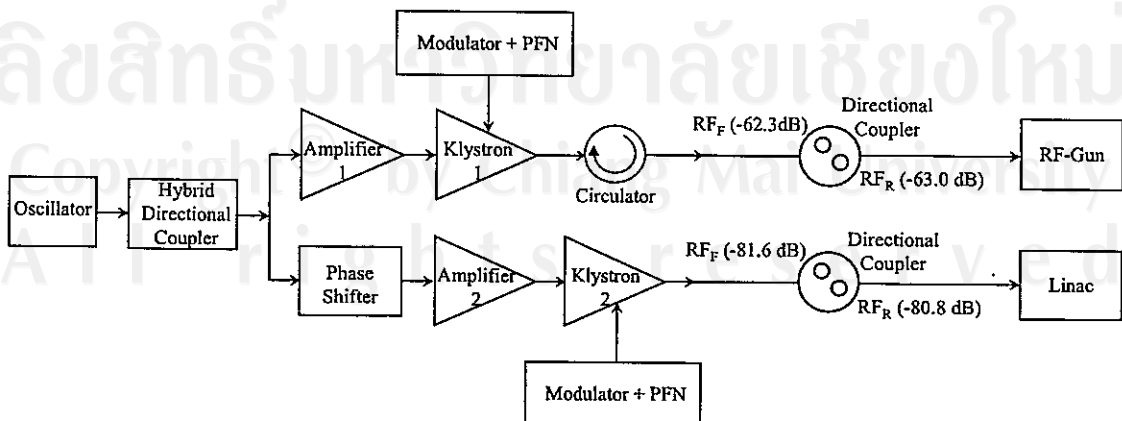 ลิขสิทธิ์มหาวิทยาลัยเชียงใหม่
Copyright © by Chiang Mai University
All rights reserved
Modulator + PFN
Amplifier
1
Klystron
1
Circulator
RF_F (-62.3dB)
Directional
Coupler
RF_R (-63.0 dB)
RF-Gun
Oscillator
Hybrid
Directional
Coupler
Phase
Shifter
Amplifier
2
Klystron
2
RF_F (-81.6 dB)
Directional
Coupler
RF_R (-80.8 dB)
Linac
Modulator + PFN